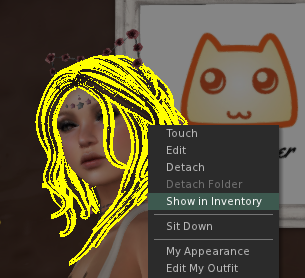 Touch
Edit
Detach
Detach Folder
Show in Inventory
Sit Down
My Appearance
Edit My Outfit